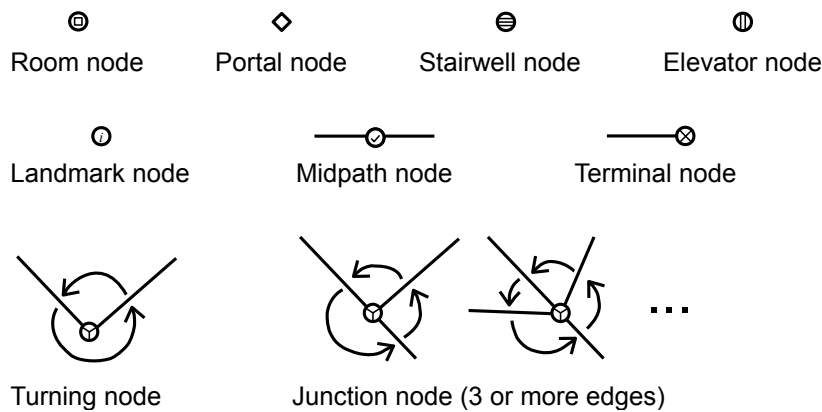 Room node Portal node Stairwell node Elevator node
i
Landmark node Midpath node Terminal node
Turning node Junction node (3 or more edges)